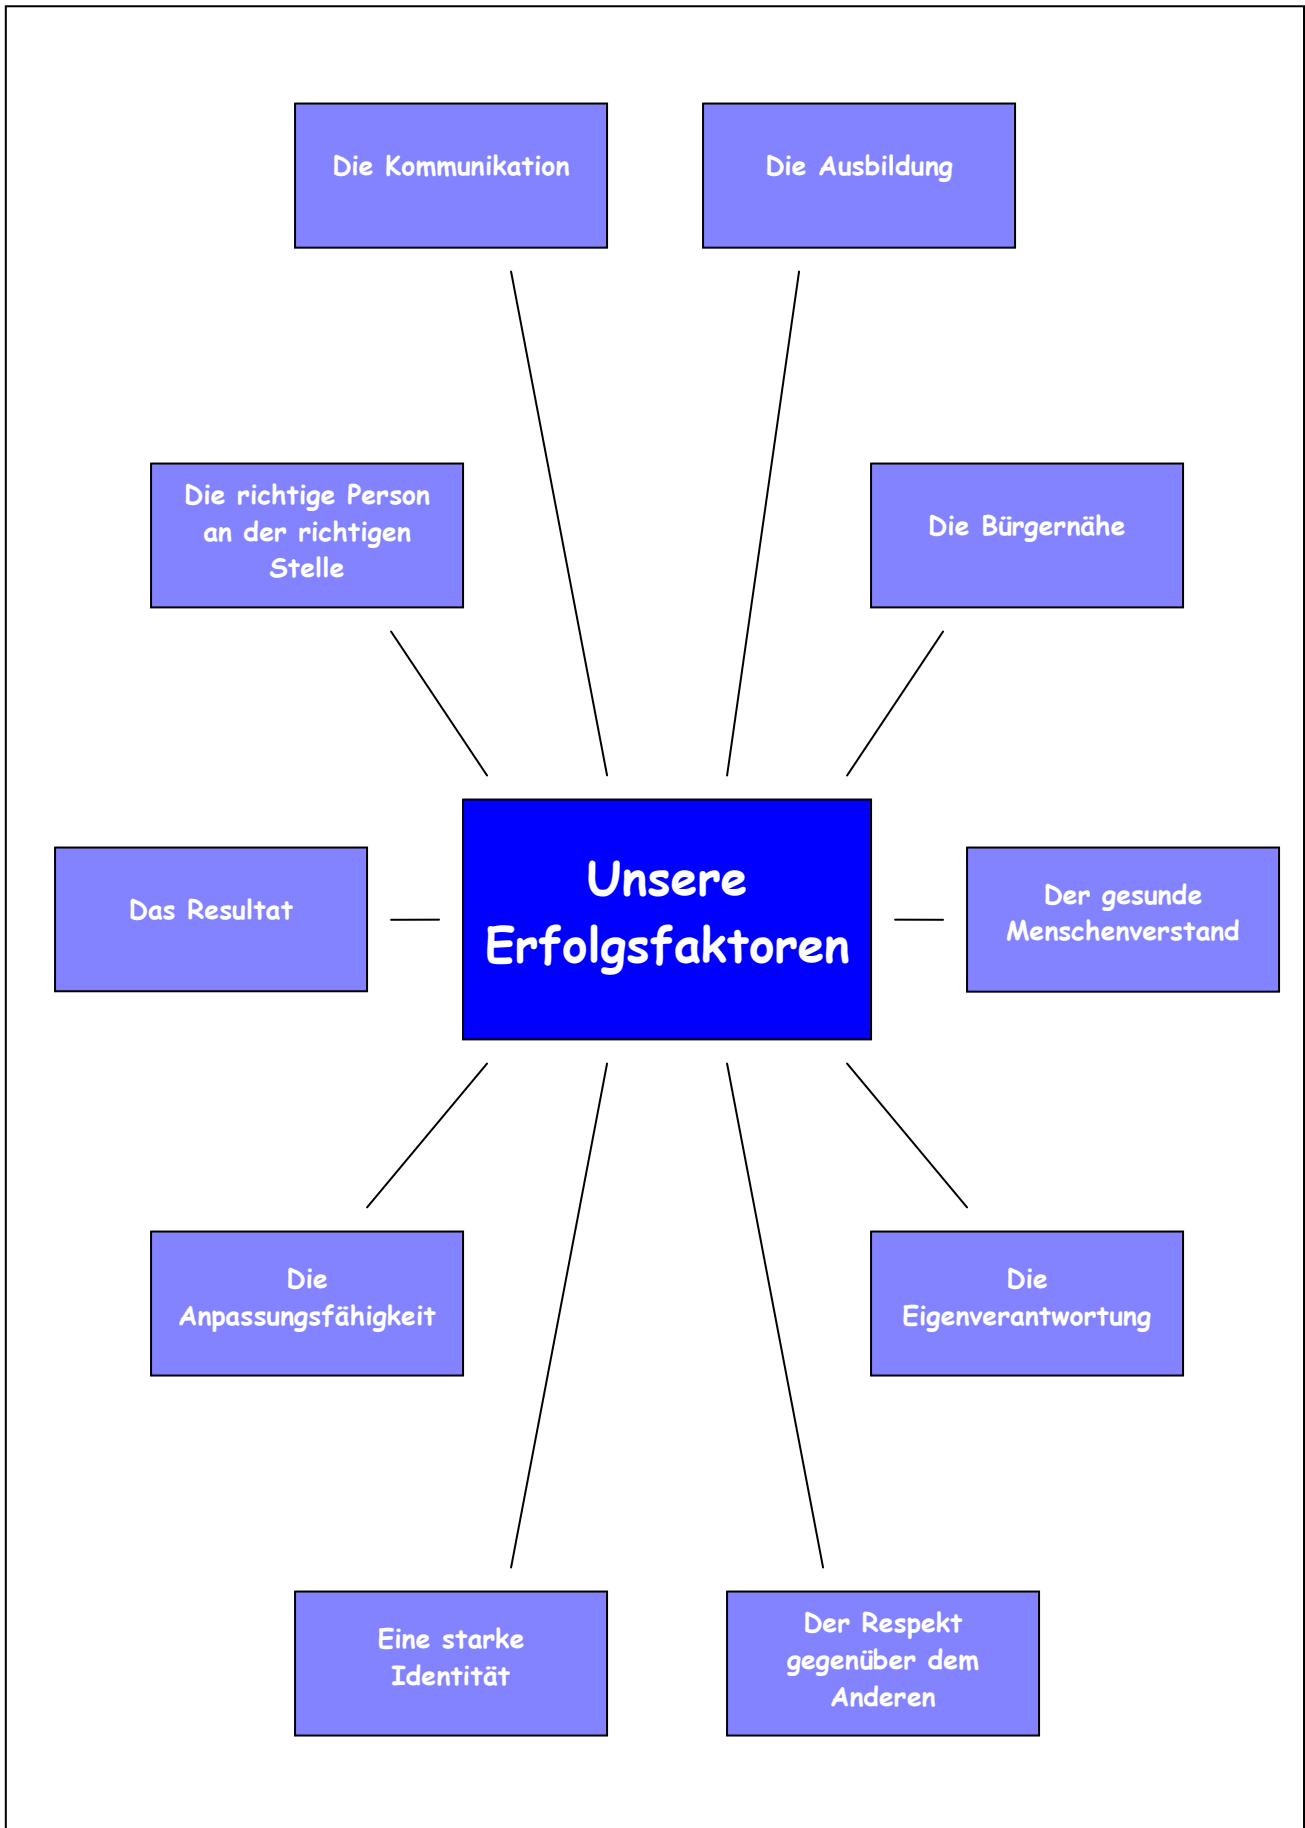 Die Kommunikation
Die Ausbildung
Die richtige Person
an der richtigen
Stelle
Die Bürgernähe
Das Resultat
Unsere
Erfolgsfaktoren
Der gesunde
Menschenverstand
Die
Anpassungsfähigkeit
Die
Eigenverantwortung
Eine starke
Identität
Der Respekt
gegenüber dem
Anderen